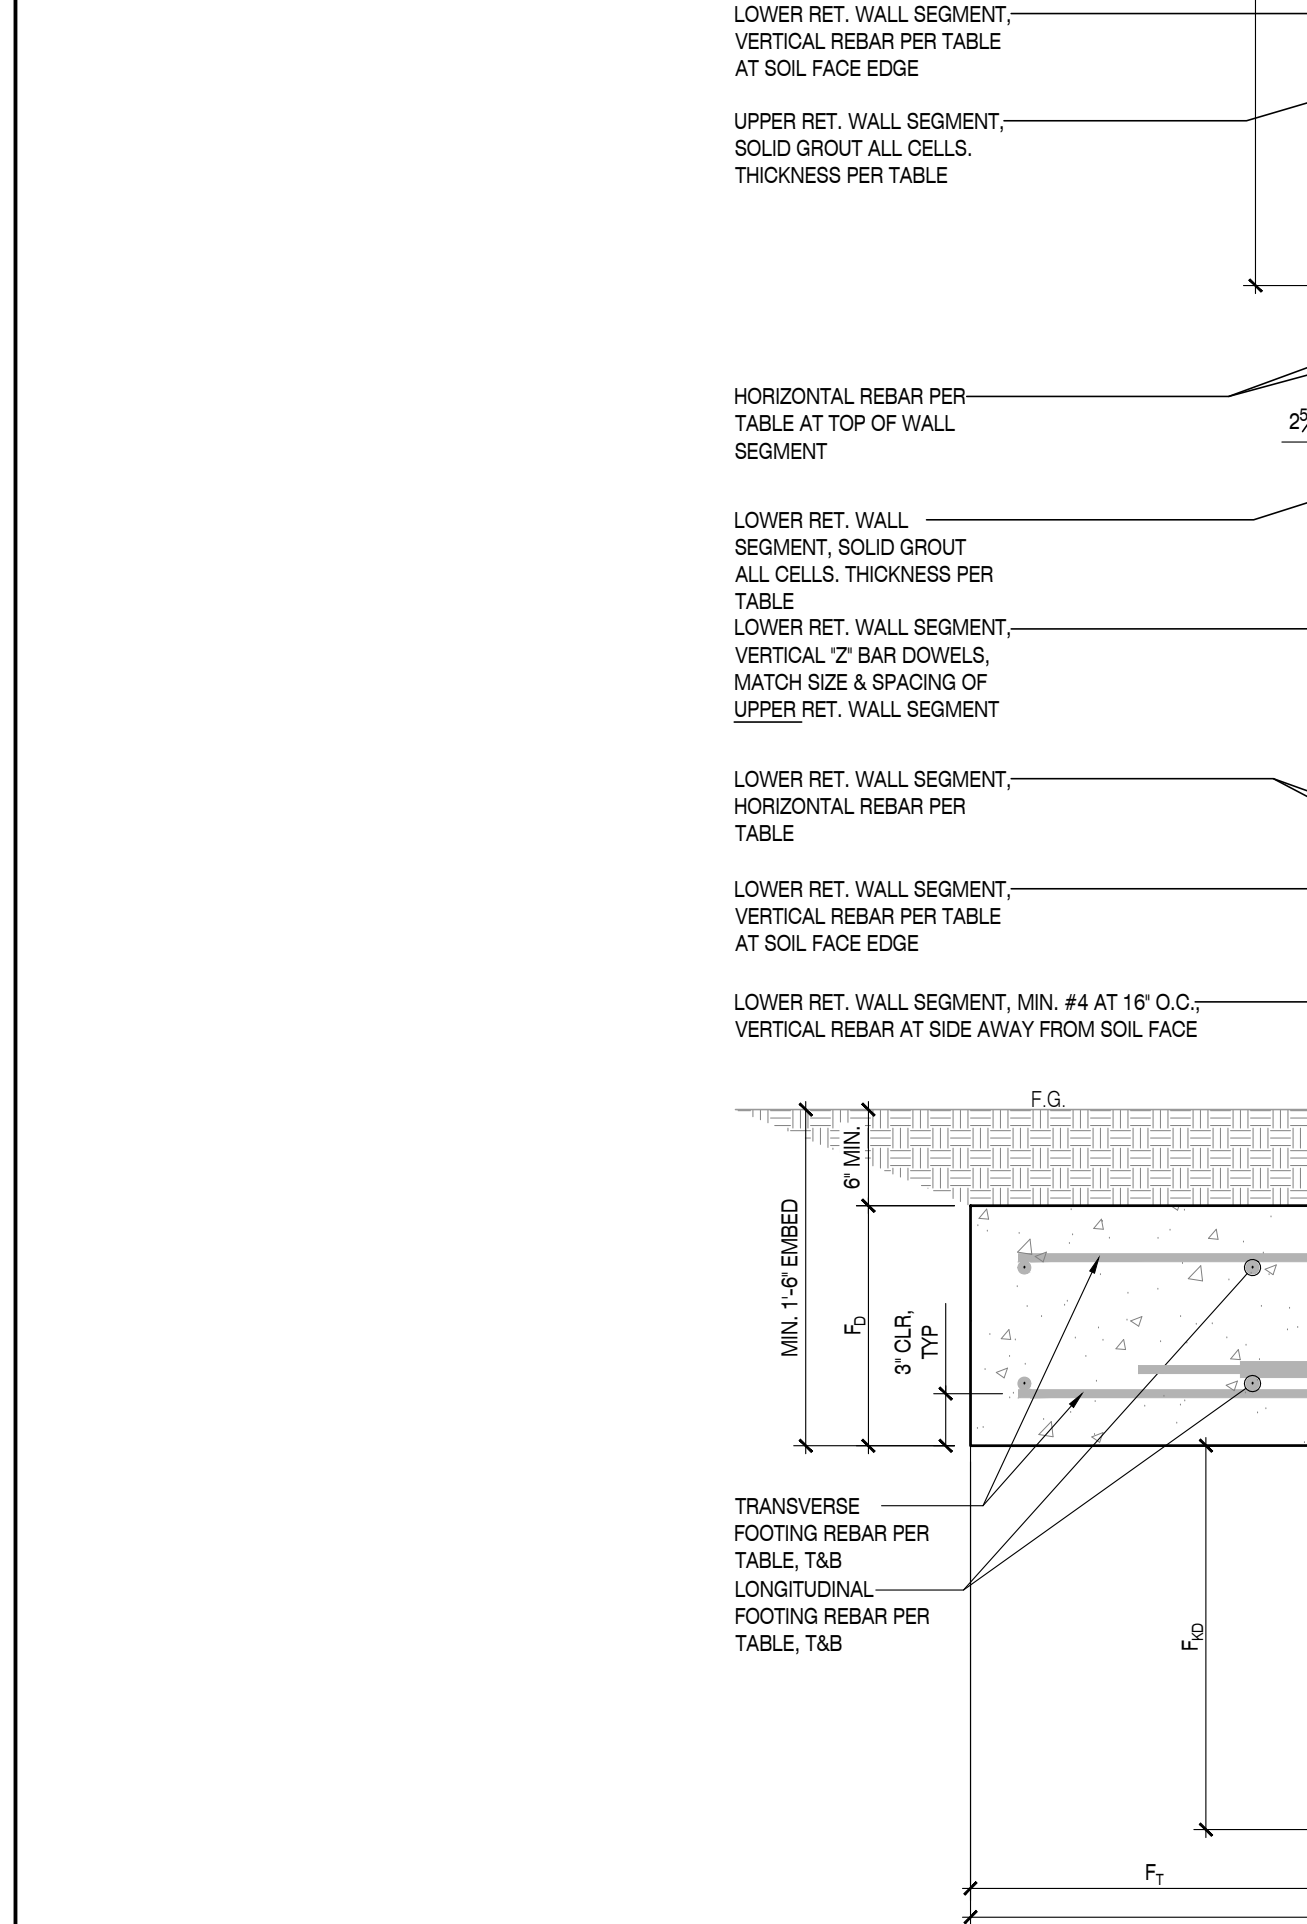 LOWER RET. WALL SEGMENT,
VERTICAL REBAR PER TABLE
AT SOIL FACE EDGE
UPPER RET. WALL SEGMENT,
SOLID GROUT ALL CELLS.
THICKNESS PER TABLE
HORIZONTAL REBAR PER
TABLE AT TOP OF WALL
SEGMENT
LOWER RET. WALL
SEGMENT, SOLID GROUT
ALL CELLS. THICKNESS PER
TABLE
LOWER RET. WALL SEGMENT,
VERTICAL "Z" BAR DOWELS,
MATCH SIZE & SPACING OF
UPPER RET. WALL SEGMENT
LOWER RET. WALL SEGMENT,
HORIZONTAL REBAR PER
TABLE
LOWER RET. WALL SEGMENT,
VERTICAL REBAR PER TABLE
AT SOIL FACE EDGE
LOWER RET. WALL SEGMENT, MIN. #4 AT 16" O.C.,
VERTICAL REBAR AT SIDE AWAY FROM SOIL FACE
F.G.
6" MIN.
MIN. 1'-6" EMBED
FD
3" CLR,
TYP
TRANSVERSE
FOOTING REBAR PER
TABLE, T&B
LONGITUDINAL
FOOTING REBAR PER
TABLE, T&B
FKD
FT